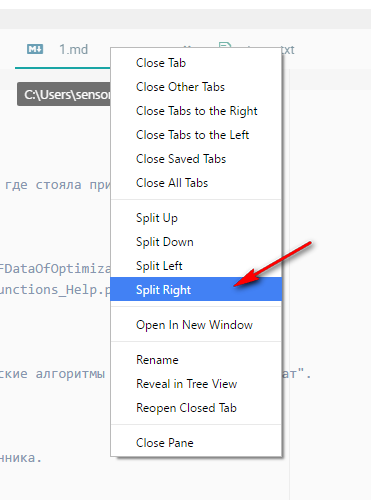 1.md
txt
C:\Users\sensor
Close Tab
Close Other Tabs
Close Tabs to the Right
Close Tabs to the Left
Close Saved Tabs
Close All Tabs
где стояла при
Split Up
Split Down
Split Left
FDataOfOptimiza
Split Right
unctions_Help.p
Open In New Window
Rename
ские алгоритмы
ат".
Reveal in Tree View
Reopen Closed Tab
Close Pane
нника.